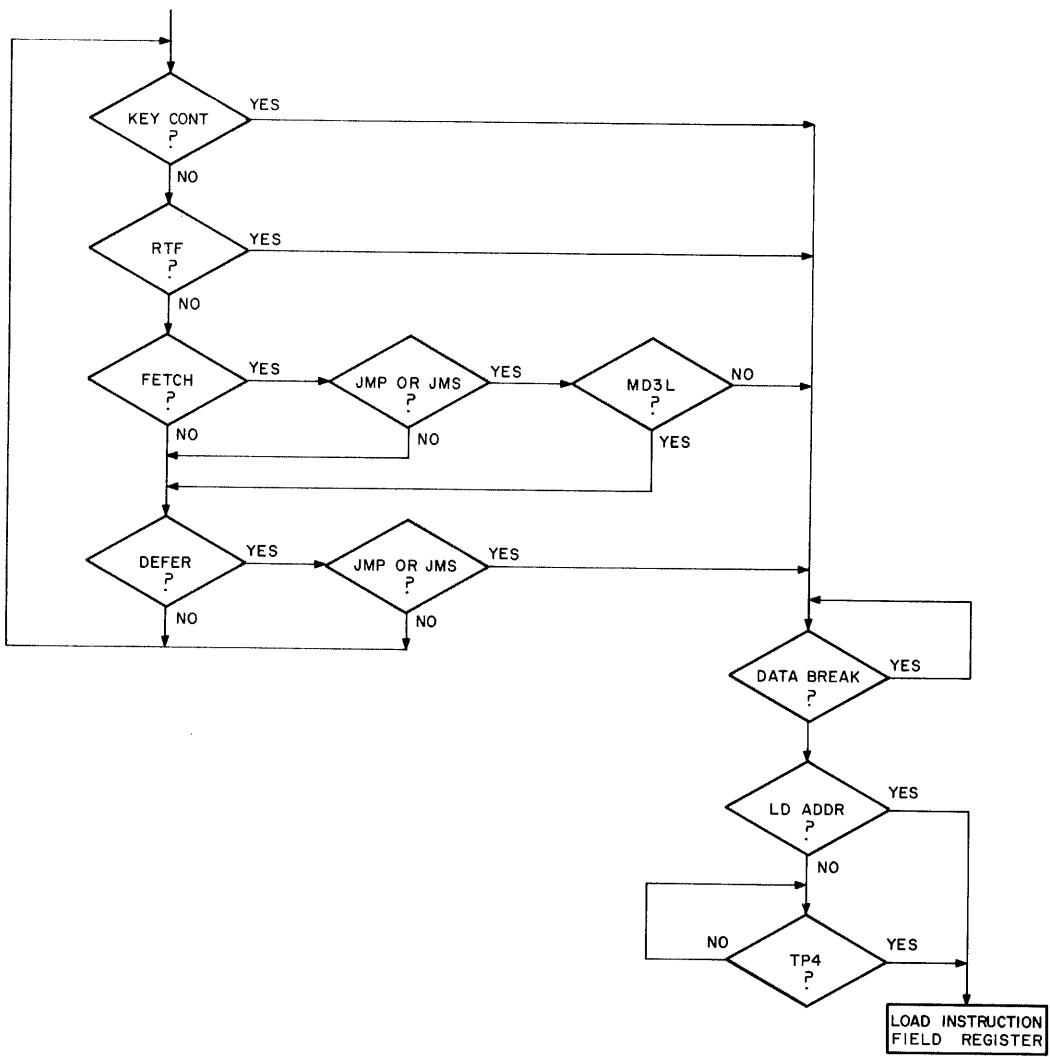 KEY CONT
?
YES
NO
RTF
?
YES
NO
FETCH
?
YES
NO
JMP OR JMS
?
YES
NO
MD3L
?
NO
YES
DEFER
?
YES
NO
JMP OR JMS
?
YES
NO
DATA BREAK
?
YES
LD ADDR
?
YES
NO
TP4
?
NO
YES
LOAD INSTRUCTION
FIELD REGISTER